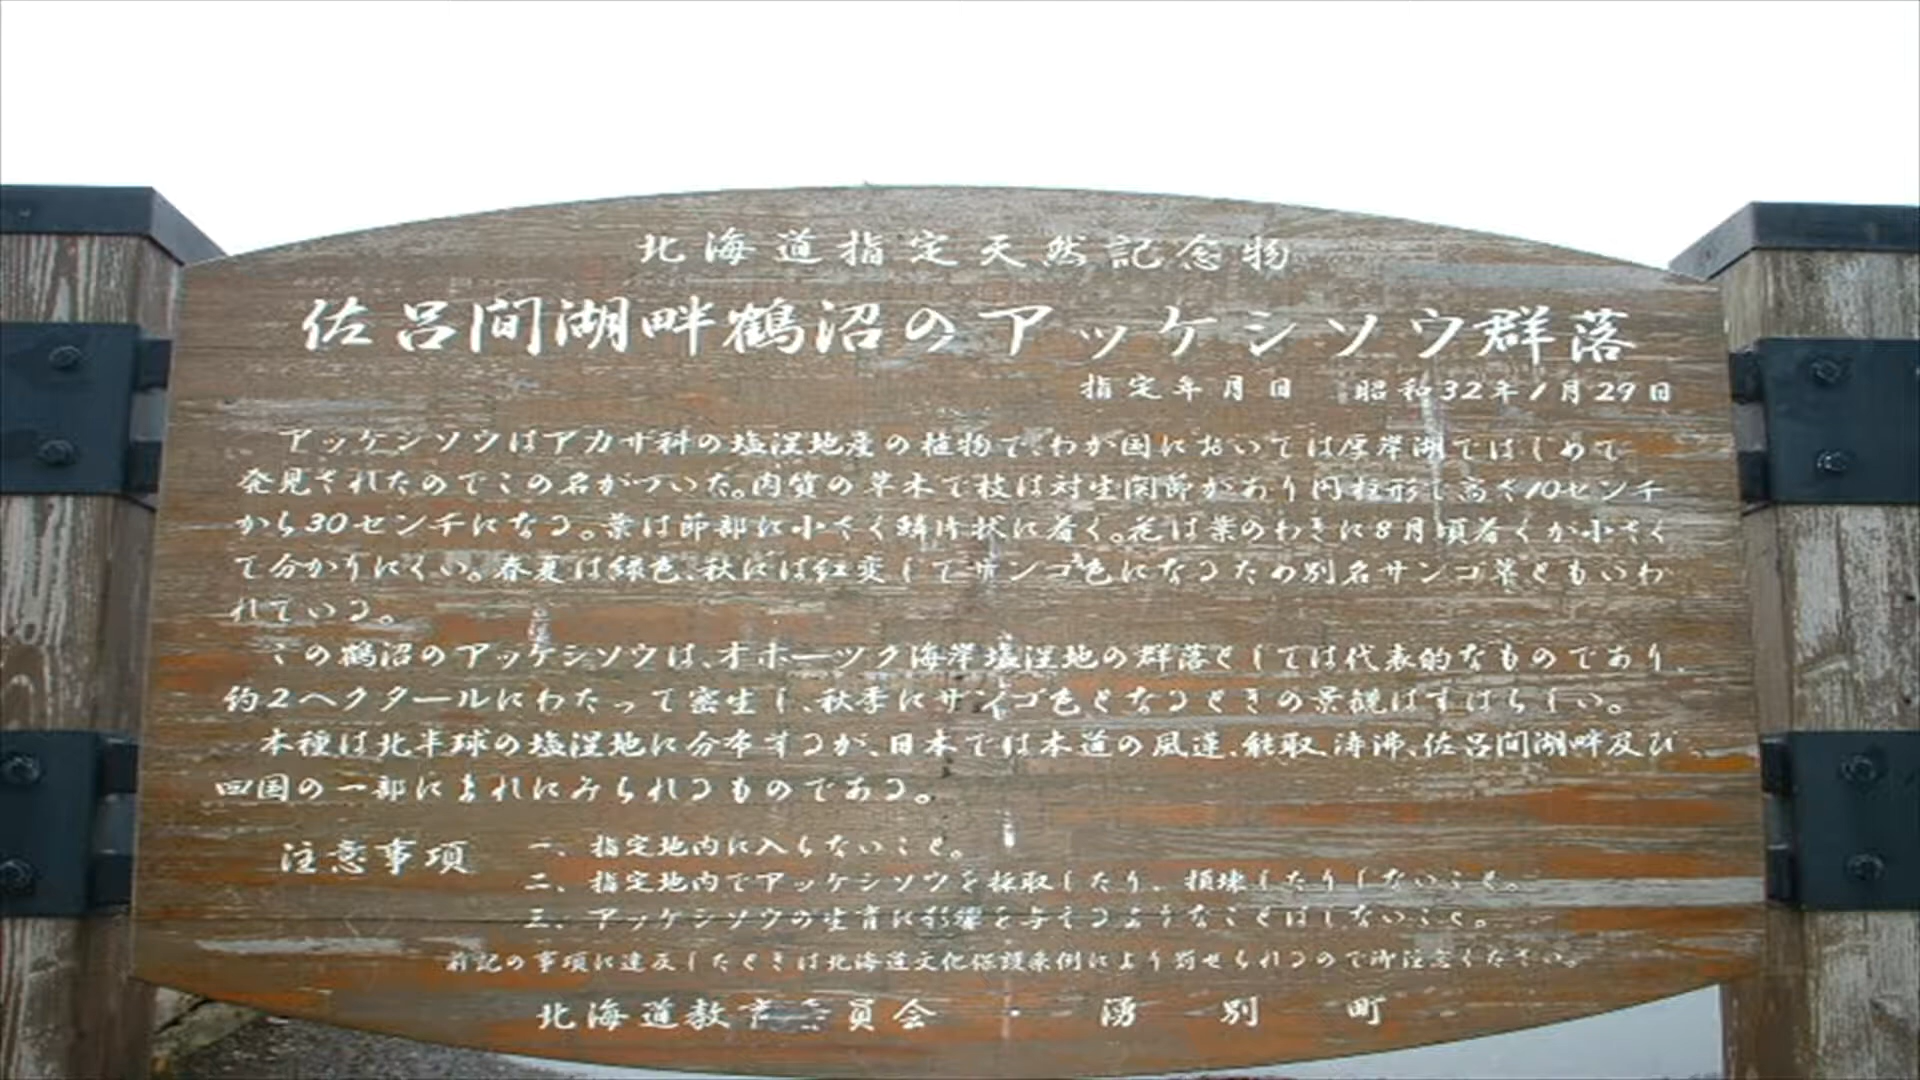 北海道指定天然記念物
佐呂間湖畔鶴沼のアッケシソウ群落
指定年月日 昭和32年1月29日
アッケシソウはアカザ科の塩湿地産の植物で、わが国においては厚岸湖ではじめて
発見されたのでこの名がついた。肉質の草木で枝は対生関節があり円柱形で高さ10センチ
から30センチになる。葉は節部に小さく鱗片状に着く。花は葉のわきに8月頃着くが小さく
て分かりにくい。春夏は緑色、秋には紅変してサンゴ色になるため別名サンゴ草ともいわ
れている。
この鶴沼のアッケシソウは、オホーツク海岸塩湿地の群落としては代表的なものであり、
約2ヘクタールにわたって密生し、秋季にサンゴ色となるときの景観はすばらしい。
本種は北半球の塩湿地に分布するが、日本では本道の風蓮、能取、涛沸、佐呂間湖畔及び
四国の一部にまれにみられるものである。
注意事項 一、指定地内に入らないこと。
二、指定地内でアッケシソウを採取したり、損壊したりしないこと。
三、アッケシソウの生育に影響を与えるようなことはしないこと。
前記の事項に違反したときは北海道文化保護条例により罰せられるので御注意ください。
北海道教育委員会 ・ 湧別町